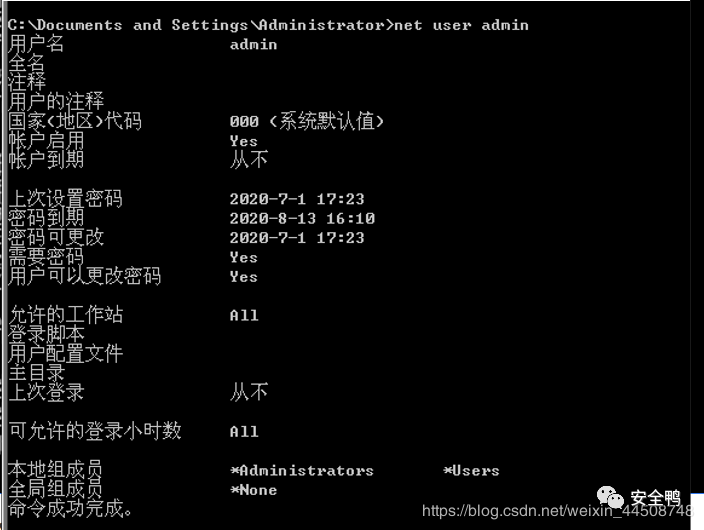 C:\Documents and Settings\Administrator>net user admin
用户名 admin
全名
注释
用户的注释
国家(地区)代码 000 (系统默认值)
帐户启用 Yes
帐户到期 从不
上次设置密码 2020-7-1 17:23
密码到期 2020-8-13 16:10
密码可更改 2020-7-1 17:23
需要密码 Yes
用户可以更改密码 Yes
允许的工作站 All
登录脚本
用户配置文件
主目录
上次登录 从不
可允许的登录小时数 All
本地组成员 *Administrators *Users
全局组成员 *None
命令成功完成。
安全鸭
https://blog.csdn.net/weixin_44508748